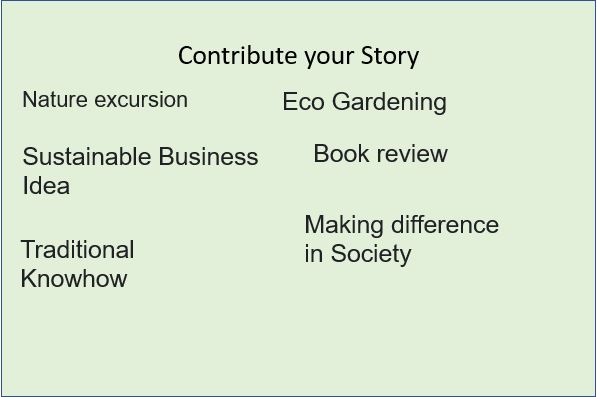 Contribute your Story
Nature excursion
Eco Gardening
Sustainable Business
Idea
Book review
Traditional
Knowhow
Making difference
in Society